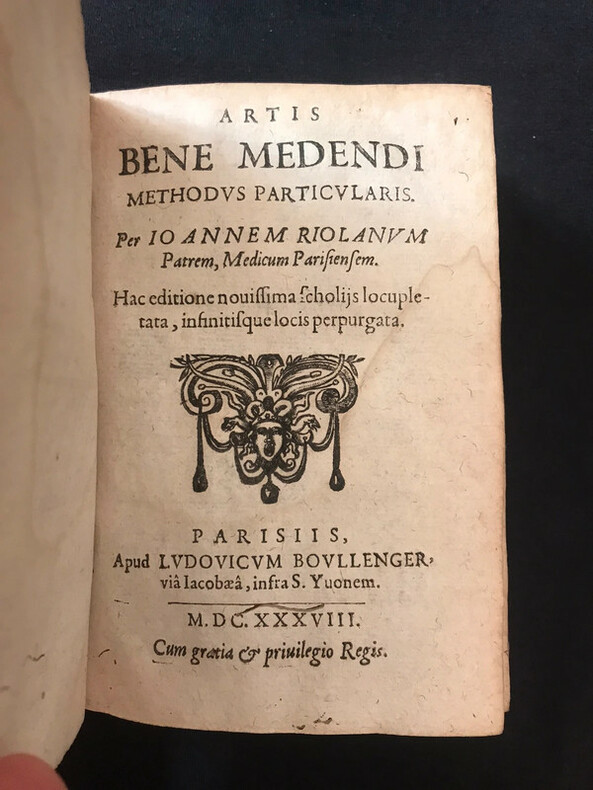 ARTIS
BENE MEDENDI
METHODVS PARTICVLARIS.
Per IOANNEM RIOLANVM
Patrem, Medicum Pariſienſem.
Hac editione nouiſſima ſcholijs locuple-
tata, infinitiſque locis perpurgata.
PARISIIS,
Apud LVDOVICVM BOVLLENGER,
viâ Iacobæâ, infra S. Yuonem.
M. DC. XXXVIII.
Cum gratia & priuilegio Regis.